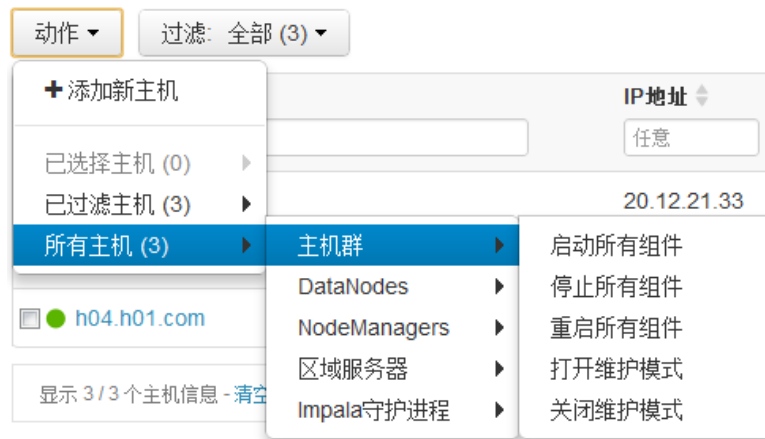 动作 过滤: 全部 (3)
添加新主机
IP地址
任意
已选择主机 (0)
已过滤主机 (3)
20.12.21.33
所有主机 (3)
主机群
启动所有组件
DataNodes
停止所有组件
h04.h01.com
NodeManagers
重启所有组件
区域服务器
打开维护模式
显示 3 / 3 个主机信息 - 清空
Impala守护进程
关闭维护模式